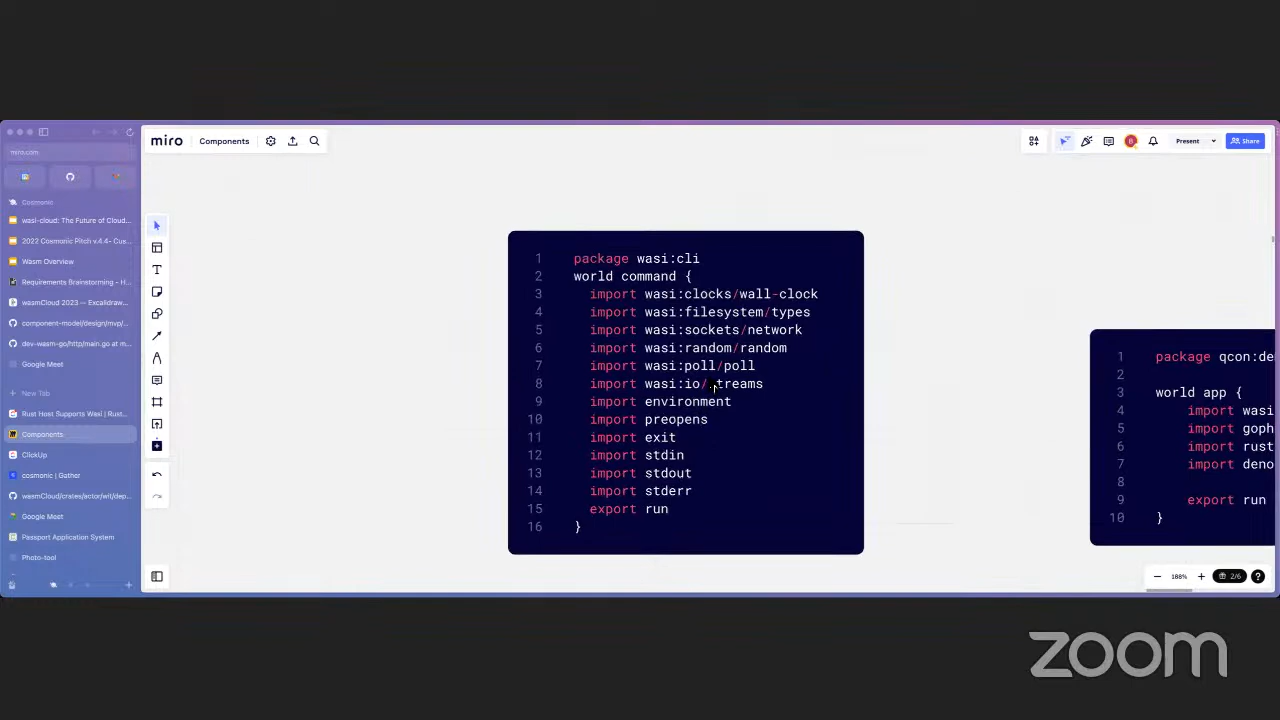 miro.com
miro
Components
Present
Share
Cosmonic
wasi-cloud: The Future of Cloud...
2022 Cosmonic Pitch v.4.4- Cus...
Wasm Overview
Requirements Brainstorming - H...
wasmCloud 2023 — Excalidraw...
component-model/design/mvp/...
dev-wasm-go/http/main.go at m...
Google Meet
New Tab
Rust Host Supports Wasi | Rust...
Components
ClickUp
cosmonic | Gather
wasmCloud/crates/actor/wit/dep...
Google Meet
Passport Application System
Photo-tool
1 package wasi:cli
2 world command {
3 import wasi:clocks/wall-clock
4 import wasi:filesystem/types
5 import wasi:sockets/network
6 import wasi:random/random
7 import wasi:poll/poll
8 import wasi:io/streams
9 import environment
10 import preopens
11 import exit
12 import stdin
13 import stdout
14 import stderr
15 export run
16 }
1 package qcon:de
2
3 world app {
4 import wasi
5 import goph
6 import rust
7 import deno
8
9 export run
10 }
188%
2/6
zoom